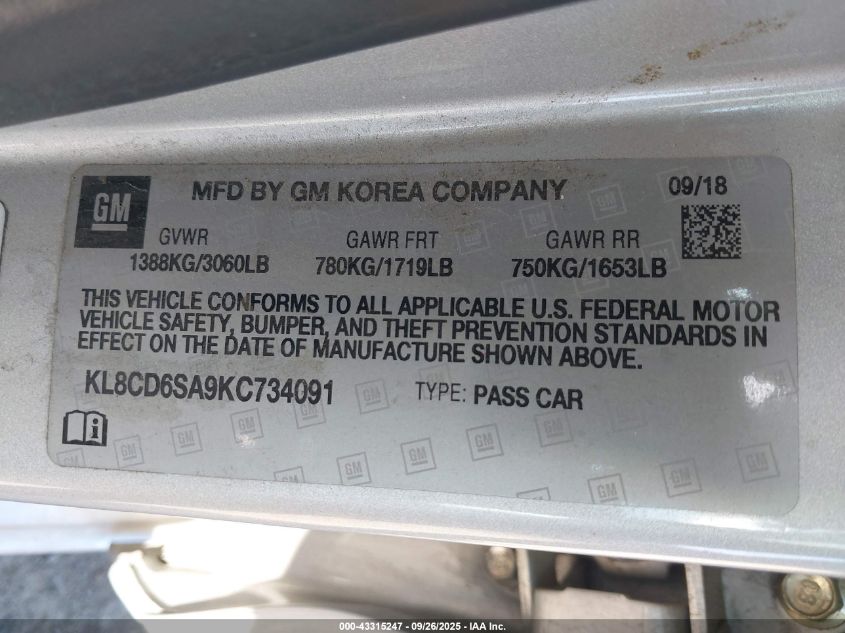 GM
MFD BY GM KOREA COMPANY 09/18
GVWR GAWR FRT GAWR RR
1388KG/3060LB 780KG/1719LB 750KG/1653LB
THIS VEHICLE CONFORMS TO ALL APPLICABLE U.S. FEDERAL MOTOR
VEHICLE SAFETY, BUMPER, AND THEFT PREVENTION STANDARDS IN
EFFECT ON THE DATE OF MANUFACTURE SHOWN ABOVE.
KL8CD6SA9KC734091 TYPE: PASS CAR
000-43315247 09/26/2025 - IAA Inc.